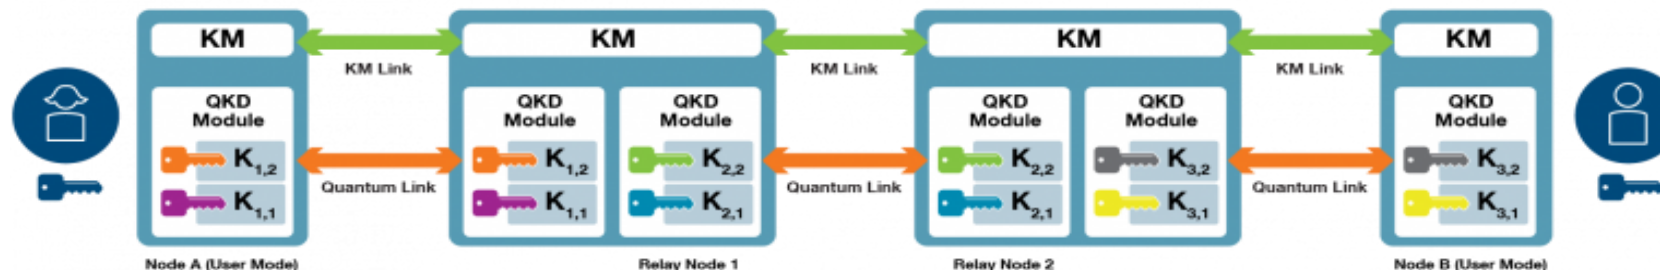 KM
KM Link
KM
KM Link
KM
KM Link
KM
QKD
Module
QKD
Module
QKD
Module
QKD
Module
QKD
Module
QKD
Module
K1,2
K1,1
Quantum Link
K1,2
K1,1
K2,2
K2,1
Quantum Link
K2,2
K2,1
K3,2
K3,1
Quantum Link
K3,2
K3,1
Node A (User Mode)
Relay Node 1
Relay Node 2
Node B (User Mode)